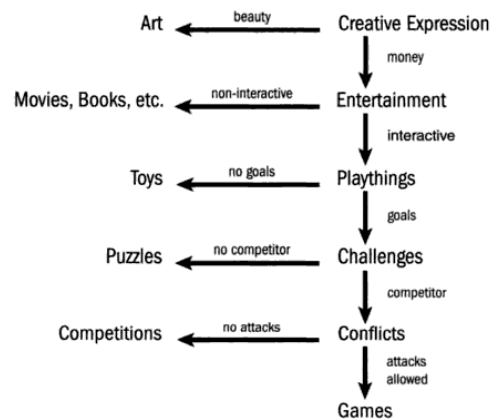 Art
beauty
Creative Expression
money
Movies, Books, etc.
non-interactive
Entertainment
interactive
Toys
no goals
Playthings
goals
Puzzles
no competitor
Challenges
competitor
Competitions
no attacks
Conflicts
attacks
allowed
Games